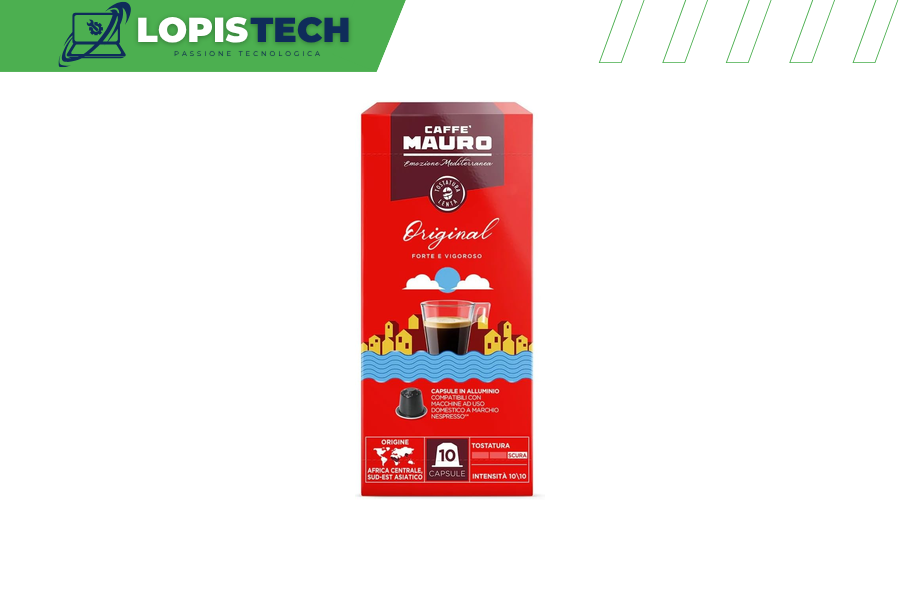 LOPISTECH
PASSIONE TECNOLOGICA
CAFFE'
MAURO
Emozione Mediterranea
TOSTATURA
LENTA
Original
FORTE E VIGOROSO
CAPSULE IN ALLUMINIO
COMPATIBILI CON
MACCHINE AD USO
DOMESTICO A MARCHIO
NESPRESSO
ORIGINE
AFRICA CENTRALE,
SUD-EST ASIATICO
10
CAPSULE
TOSTATURA
SCURA
INTENSITÀ 10\10